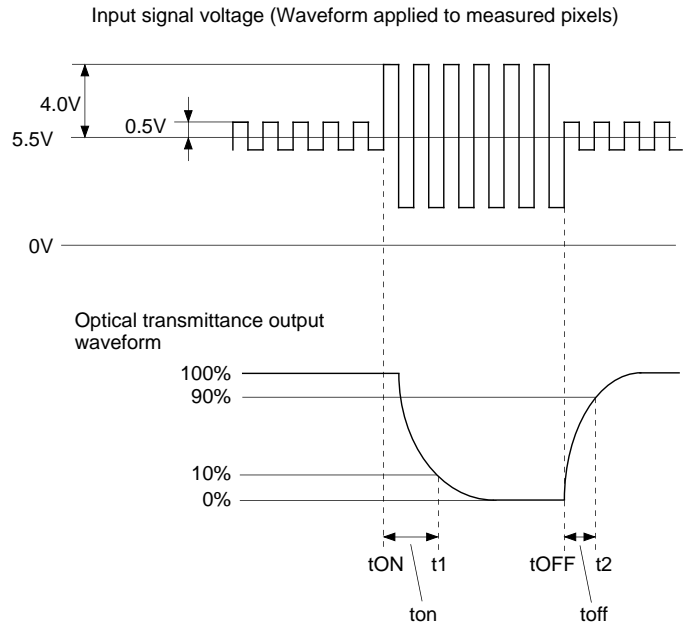 Input signal voltage (Waveform applied to measured pixels)
4.0V
0.5V
5.5V
0V
Optical transmittance output
waveform
100%
90%
10%
0%
tON
t1
tOFF
t2
ton
toff